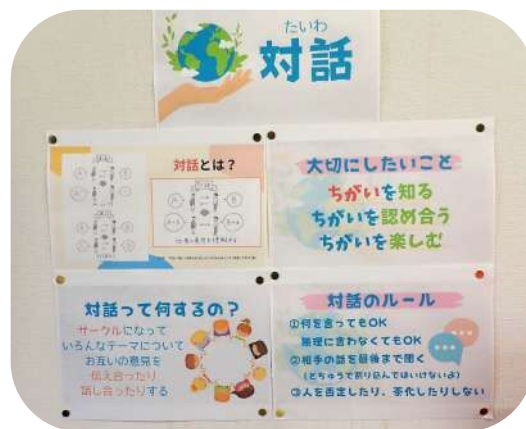 たいわ
対話
対話とは？
大切にしたいこと
ちがいを知る
ちがいを認め合う
ちがいを楽しむ
対話って何するの？
サークルになって
いろんなテーマについて
お互いの意見を
伝え合ったり
話し合ったりする
対話のルール
①何を言ってもOK
無理に言わなくてもOK
②相手の話を最後まで聞く
（とちゅうで割り込んではいけないよ）
③人を否定したり、茶化したりしない